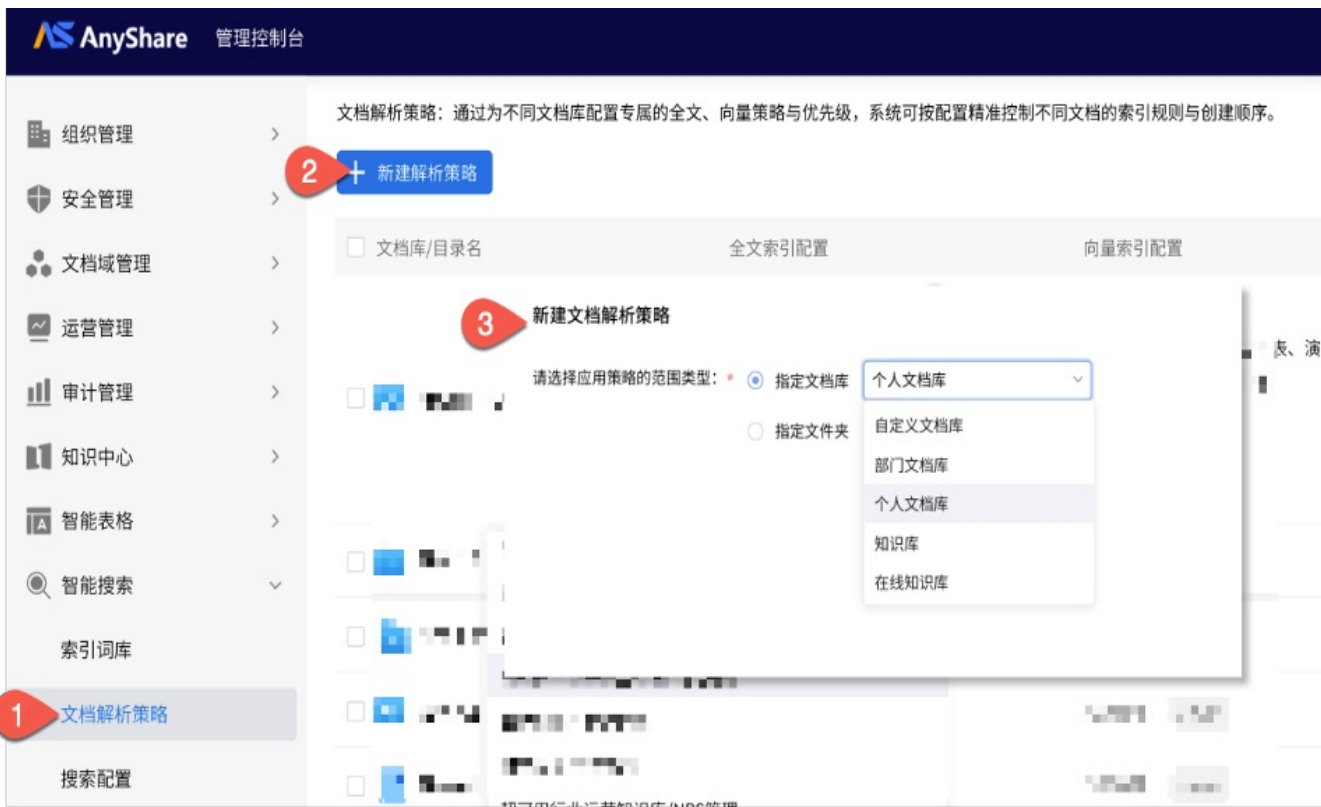 AnyShare 管理控制台
组织管理
安全管理
文档域管理
运营管理
审计管理
知识中心
智能表格
智能搜索
索引词库
1
文档解析策略
搜索配置
文档解析策略：通过为不同文档库配置专属的全文、向量策略与优先级，系统可按配置精准控制不同文档的索引规则与创建顺序。
2
新建解析策略
文档库/目录名 全文索引配置 向量索引配置
3
新建文档解析策略
请选择应用策略的范围类型： * 指定文档库 个人文档库
指定文件夹
自定义文档库
部门文档库
个人文档库
知识库
在线知识库
表、演